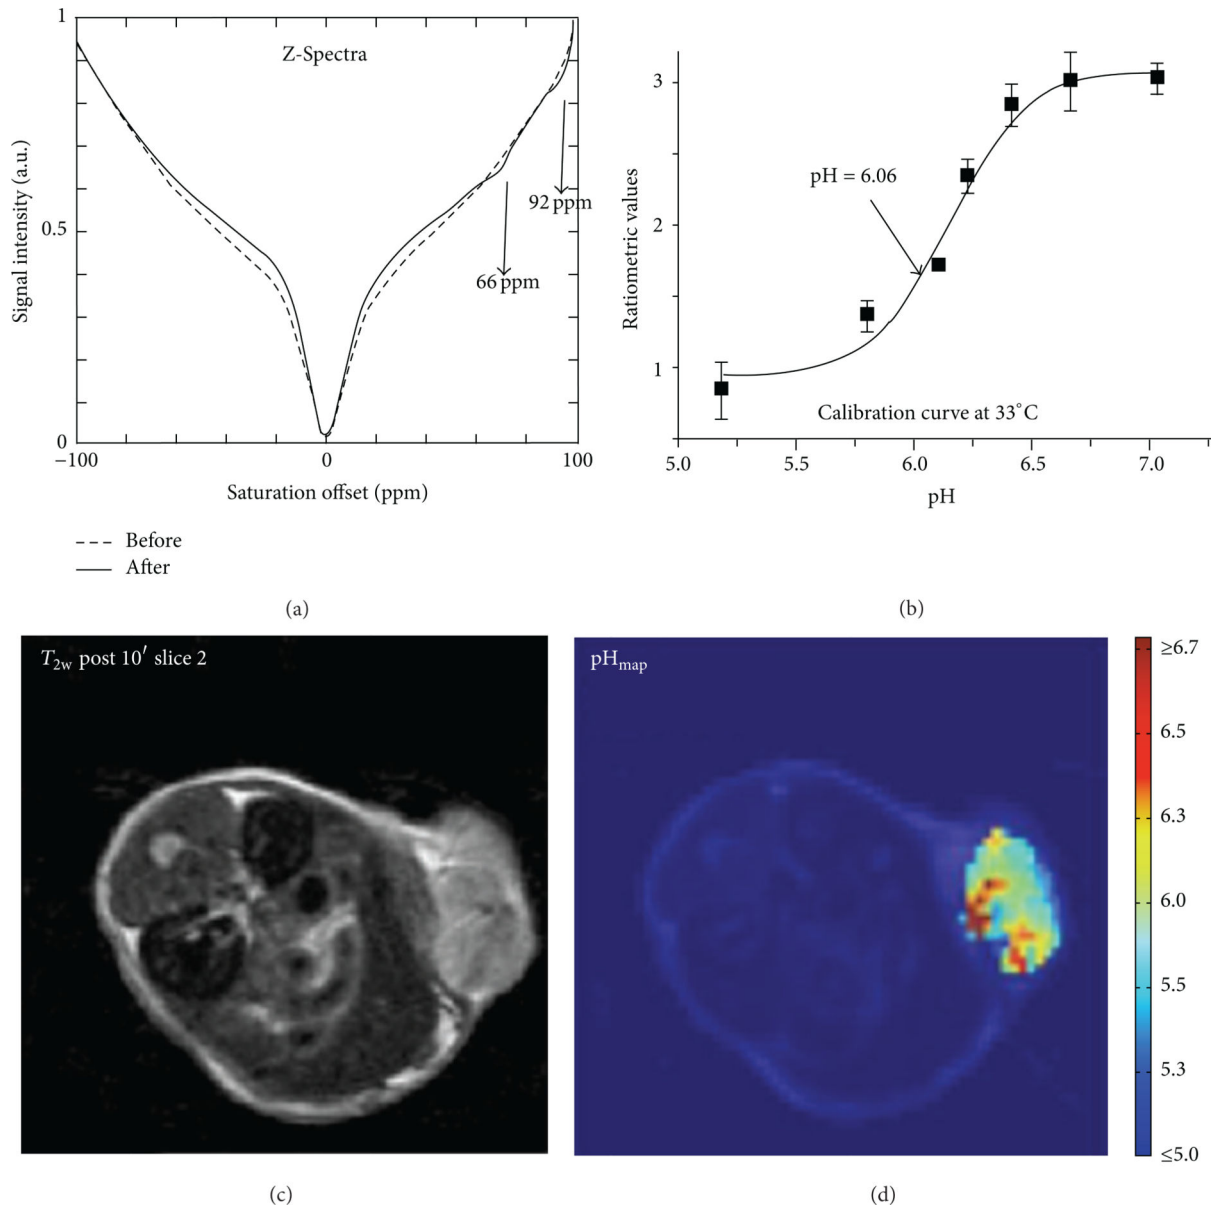 1
0.5
0
−100
0
100
Signal intensity (a.u.)
Z-Spectra
92 ppm
66 ppm
Saturation offset (ppm)
Before
After
(a)
3
2
1
5.0
5.5
6.0
6.5
7.0
Ratiometric values
pH = 6.06
Calibration curve at 33°C
pH
(b)
T2w post 10′ slice 2
(c)
pHmap
≥6.7
6.5
6.3
6.0
5.5
5.3
≤5.0
(d)